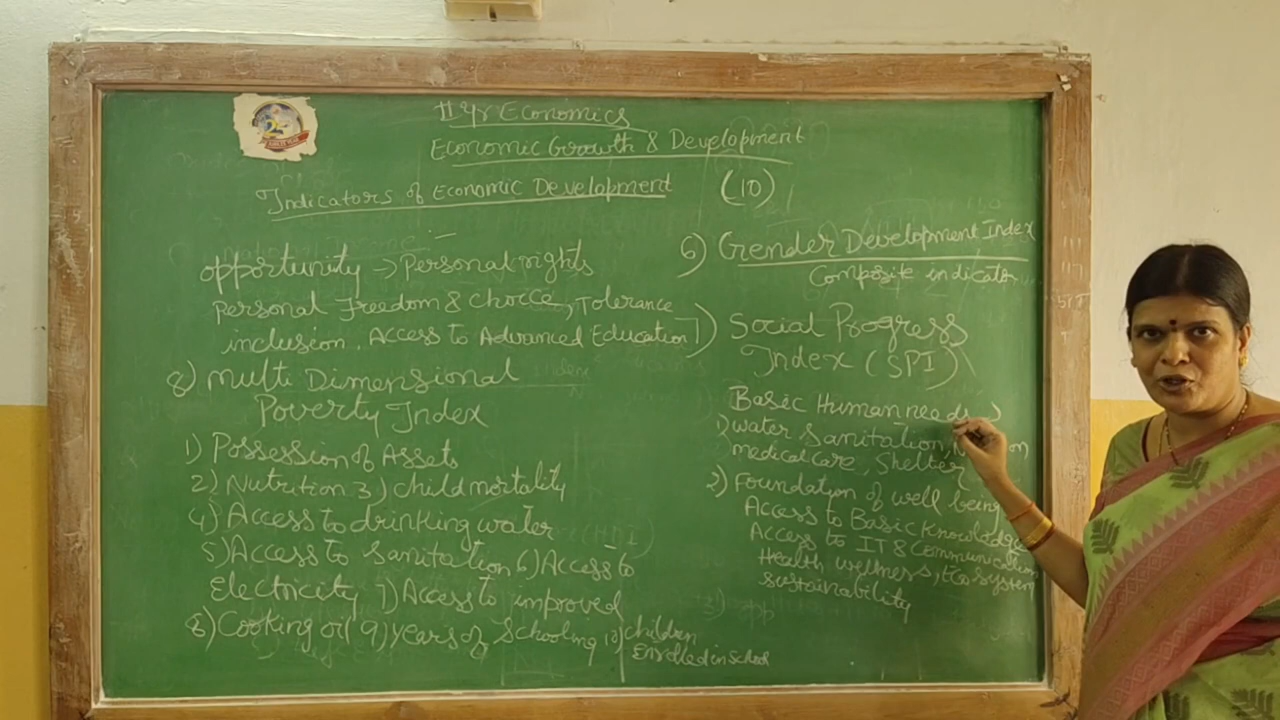 II yr Economics
Economic Growth & Development
Indicators of Economic Development (10)
6) Gender Development Index
Composite indicator
7) Social Progress
Index (SPI)
Basic Human needs
1) water sanitation,
medical care, Shelter
2) Foundation of well being
Access to Basic Knowledge
Access to IT & Communication
Health wellness, Eco system
sustainability
opportunity → Personal rights
Personal Freedom & choice, Tolerance
inclusion. Access to Advanced Education
8) Multi Dimensional
Poverty Index
1) Possession of Assets
2) Nutrition 3) child mortality
4) Access to drinking water
5) Access to Sanitation 6) Access to
Electricity 7) Access to improved
8) Cooking oil 9) years of Schooling 10) children
Enrolled in school